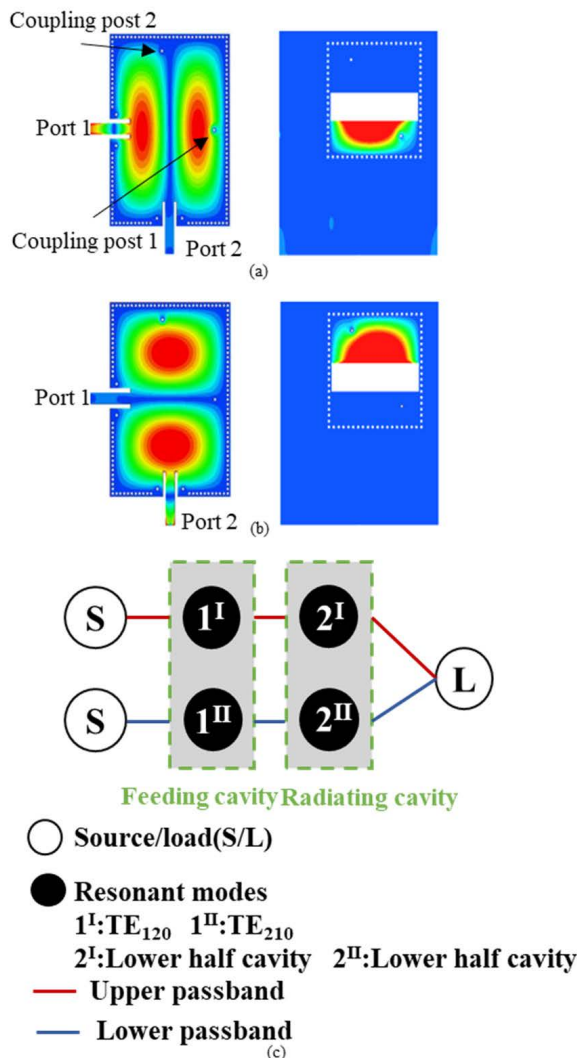 Coupling post 2
Port 1
Coupling post 1
Port 2
(a)
Port 1
Port 2
(b)
S
1^I
2^I
L
S
1^II
2^II
Feeding cavity
Radiating cavity
Source/load(S/L)
Resonant modes
1^I:TE_120 1^II:TE_210
2^I:Lower half cavity 2^II:Lower half cavity
Upper passband
Lower passband
(c)